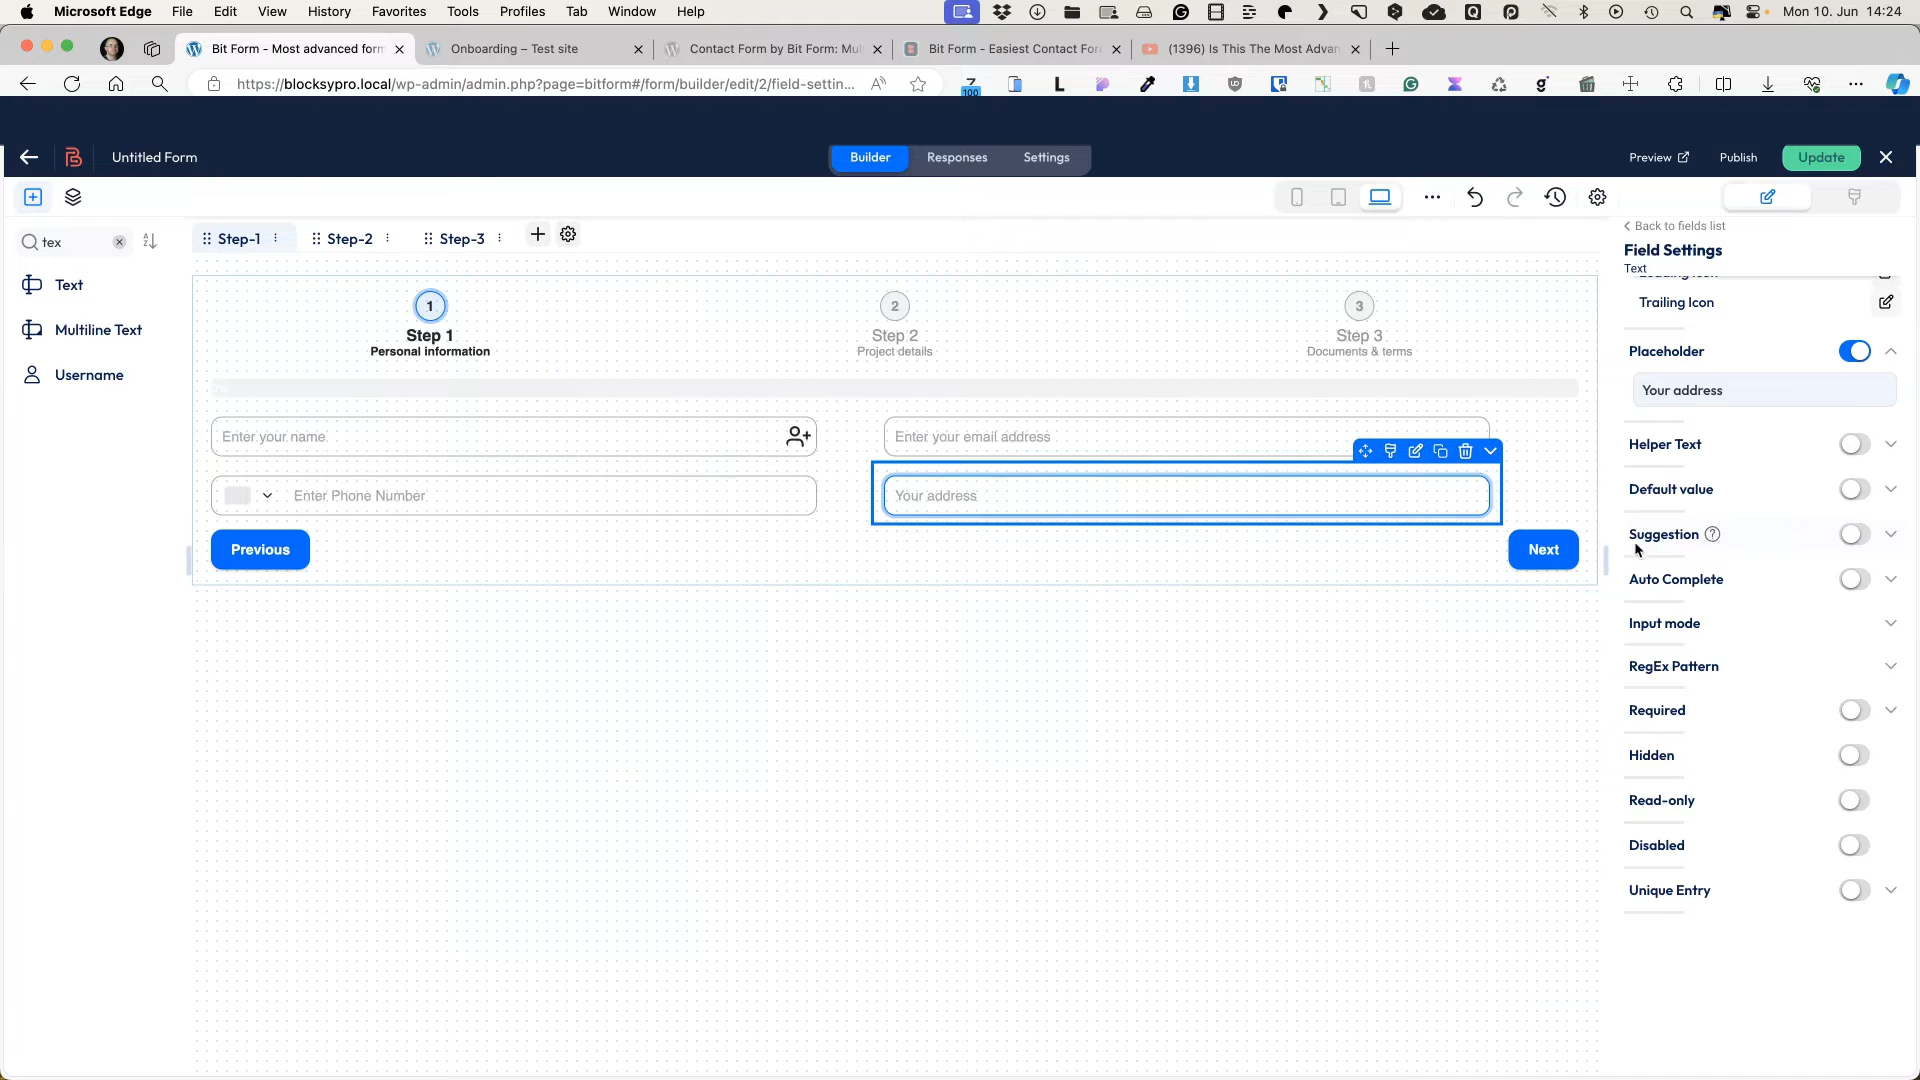 Microsoft Edge File Edit View History Favorites Tools Profiles Tab Window Help Mon 10. Jun 14:24
Bit Form - Most advanced form Onboarding – Test site Contact Form by Bit Form: Mul Bit Form - Easiest Contact For (1396) Is This The Most Advan
https://blocksypro.local/wp-admin/admin.php?page=bitform#/form/builder/edit/2/field-settin... 100
Untitled Form Builder Responses Settings Preview Publish Update
Back to fields list
tex Step-1 Step-2 Step-3
Field Settings
Text
Text
Multiline Text
Username
1 2 3
Step 1 Step 2 Step 3
Personal information Project details Documents & terms
Enter your name Enter your email address
Enter Phone Number Your address
Previous Next
Trailing Icon
Placeholder
Your address
Helper Text
Default value
Suggestion ?
Auto Complete
Input mode
RegEx Pattern
Required
Hidden
Read-only
Disabled
Unique Entry